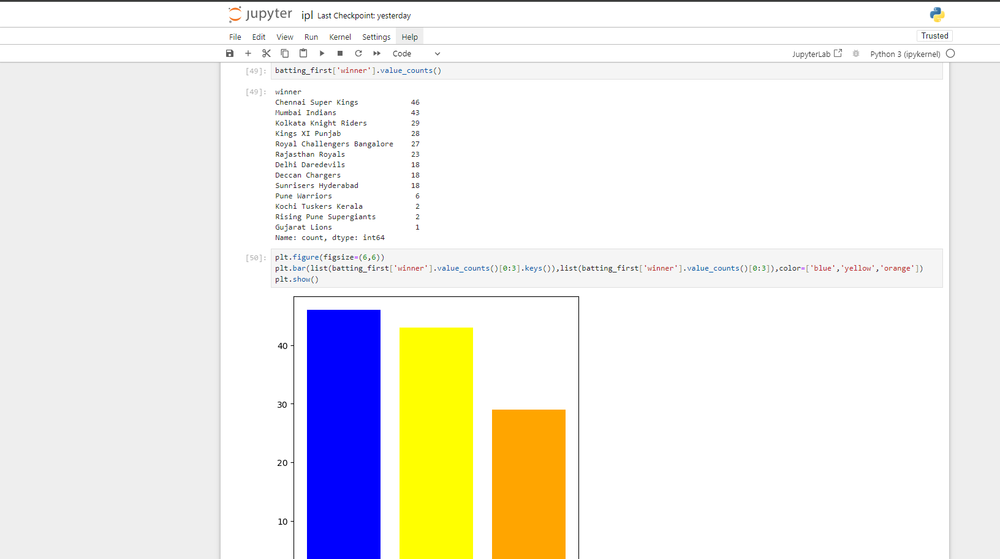 jupyter ipl Last Checkpoint: yesterday
File Edit View Run Kernel Settings Help Trusted
Code JupyterLab Python 3 (ipykernel)
[49]: batting_first['winner'].value_counts()
[49]: winner
Chennai Super Kings 46
Mumbai Indians 43
Kolkata Knight Riders 29
Kings XI Punjab 28
Royal Challengers Bangalore 27
Rajasthan Royals 23
Delhi Daredevils 18
Deccan Chargers 18
Sunrisers Hyderabad 18
Pune Warriors 6
Kochi Tuskers Kerala 2
Rising Pune Supergiants 2
Gujarat Lions 1
Name: count, dtype: int64
[50]: plt.figure(figsize=(6,6))
plt.bar(list(batting_first['winner'].value_counts()[0:3].keys()),list(batting_first['winner'].value_counts()[0:3]),color=['blue','yellow','orange'])
plt.show()
40
30
20
10